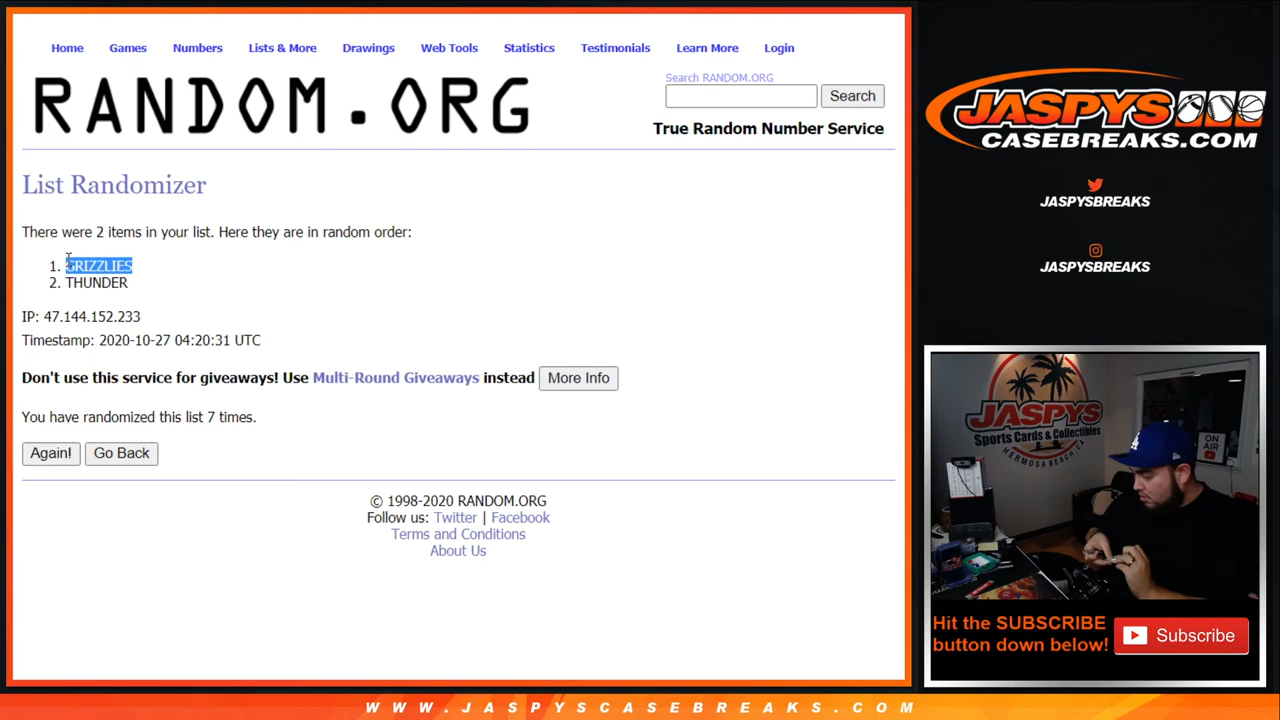 Home Games Numbers Lists & More Drawings Web Tools Statistics Testimonials Learn More Login
RANDOM.ORG
Search RANDOM.ORG
Search
True Random Number Service
List Randomizer
There were 2 items in your list. Here they are in random order:
1. GRIZZLIES
2. THUNDER
IP: 47.144.152.233
Timestamp: 2020-10-27 04:20:31 UTC
Don't use this service for giveaways! Use Multi-Round Giveaways instead More Info
You have randomized this list 7 times.
Again! Go Back
© 1998-2020 RANDOM.ORG
Follow us: Twitter | Facebook
Terms and Conditions
About Us
JASPYS
CASEBREAKS.COM
JASPYSBREAKS
JASPYSBREAKS
JASPYS
Sports Cards & Collectibles
HERMOSA BEACH, CA
ON AIR
LA
Hit the SUBSCRIBE
button down below!
Subscribe
WWW.JASPYSCASEBREAKS.COM